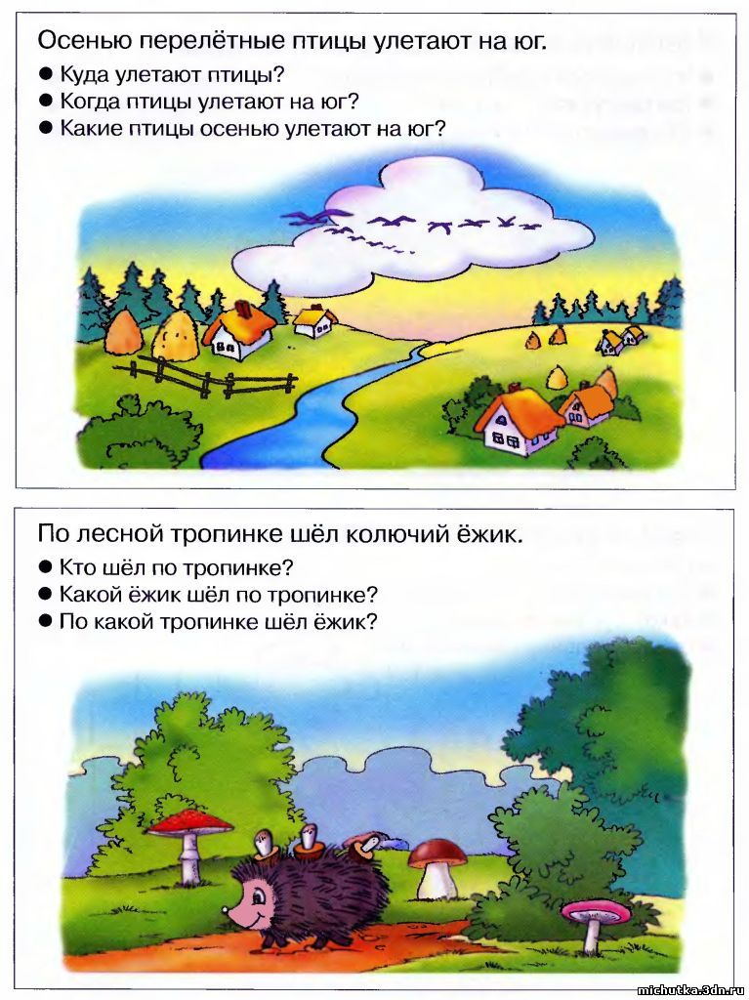 Осенью перелётные птицы улетают на юг.
● Куда улетают птицы?
● Когда птицы улетают на юг?
● Какие птицы осенью улетают на юг?
По лесной тропинке шёл колючий ёжик.
● Кто шёл по тропинке?
● Какой ёжик шёл по тропинке?
● По какой тропинке шёл ёжик?
michutka.3dn.ru